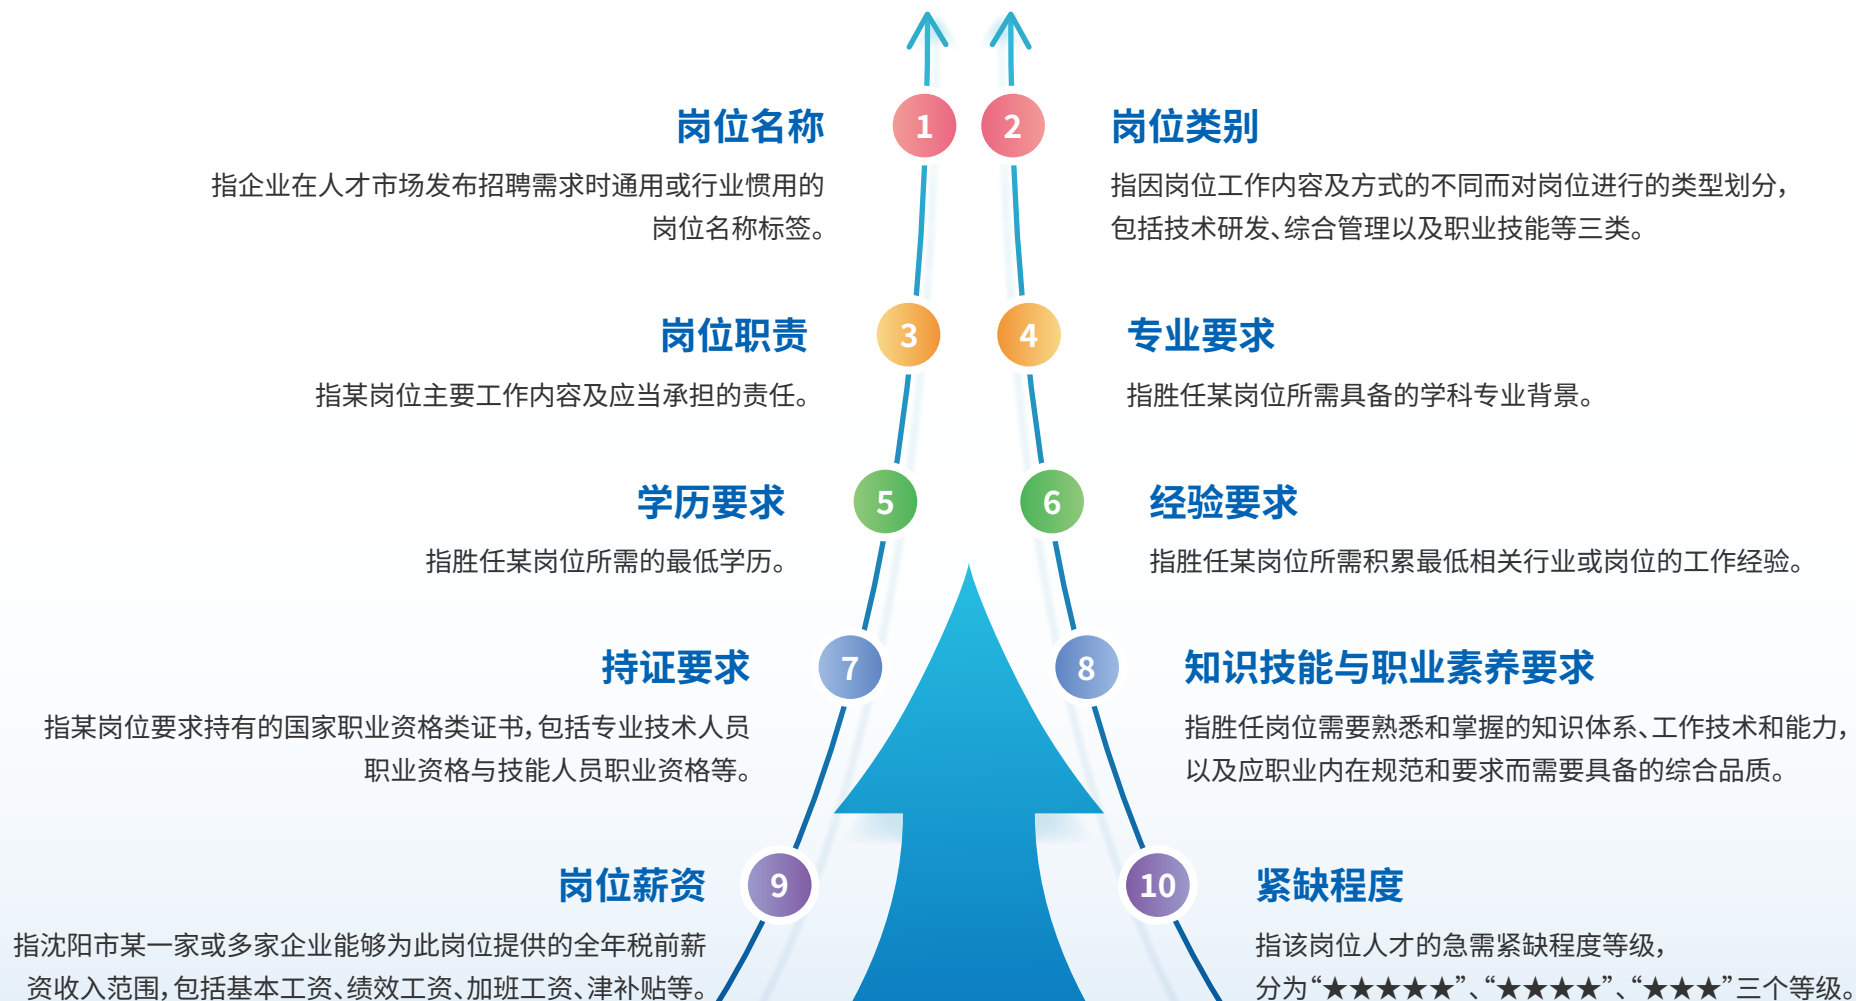 1
岗位名称
指企业在人才市场发布招聘需求时通用或行业惯用的
岗位名称标签。
2
岗位类别
指因岗位工作内容及方式的不同而对岗位进行的类型划分,
包括技术研发、综合管理以及职业技能等三类。
3
岗位职责
指某岗位主要工作内容及应当承担的责任。
4
专业要求
指胜任某岗位所需具备的学科专业背景。
5
学历要求
指胜任某岗位所需的最低学历。
6
经验要求
指胜任某岗位所需积累最低相关行业或岗位的工作经验。
7
持证要求
指某岗位要求持有的国家职业资格类证书,包括专业技术人员
职业资格与技能人员职业资格等。
8
知识技能与职业素养要求
指胜任岗位需要熟悉和掌握的知识体系、工作技术和能力,
以及应职业内在规范和要求而需要具备的综合品质。
9
岗位薪资
指沈阳市某一家或多家企业能够为此岗位提供的全年税前薪
资收入范围,包括基本工资、绩效工资、加班工资、津补贴等。
10
紧缺程度
指该岗位人才的急需紧缺程度等级,
分为“★★★★★”、“★★★★”、“★★★”三个等级。